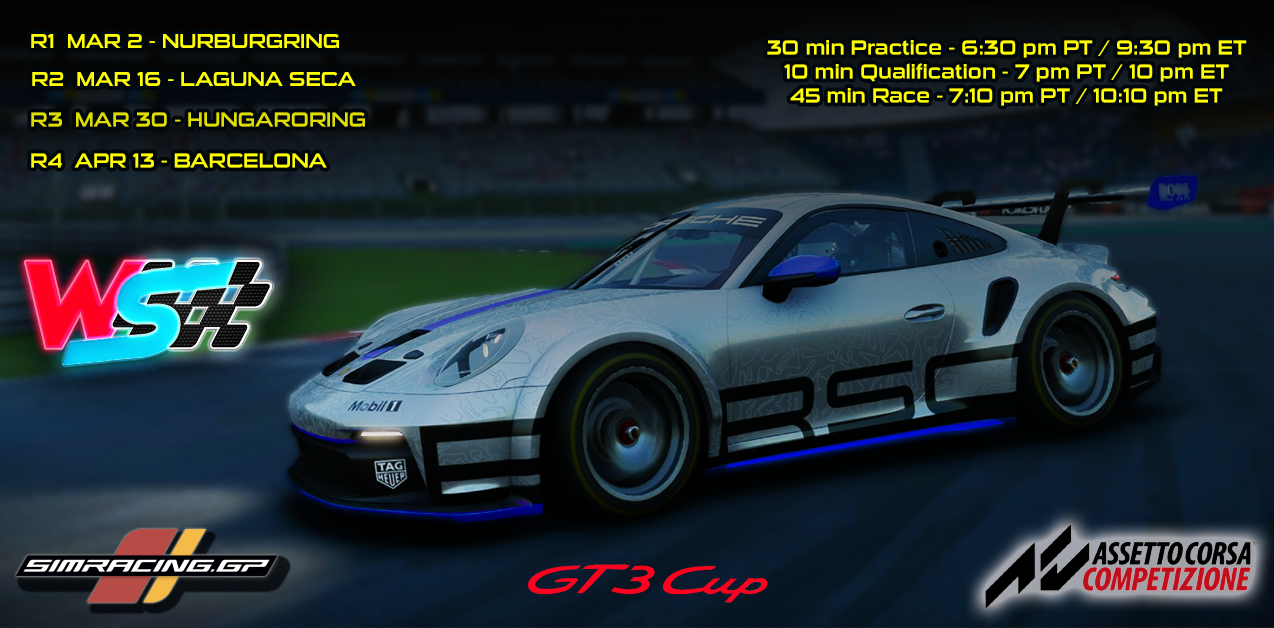 R1 MAR 2 - NURBURGRING
R2 MAR 16 - LAGUNA SECA
R3 MAR 30 - HUNGARORING
R4 APR 13 - BARCELONA
30 min Practice - 6:30 pm PT / 9:30 pm ET
10 min Qualification - 7 pm PT / 10 pm ET
45 min Race - 7:10 pm PT / 10:10 pm ET
WS
RSCHE
Mobil 1
RSC
TAG
HEUER
SIMRACING.GP
GT3 Cup
ASSETTO CORSA
COMPETIZIONE